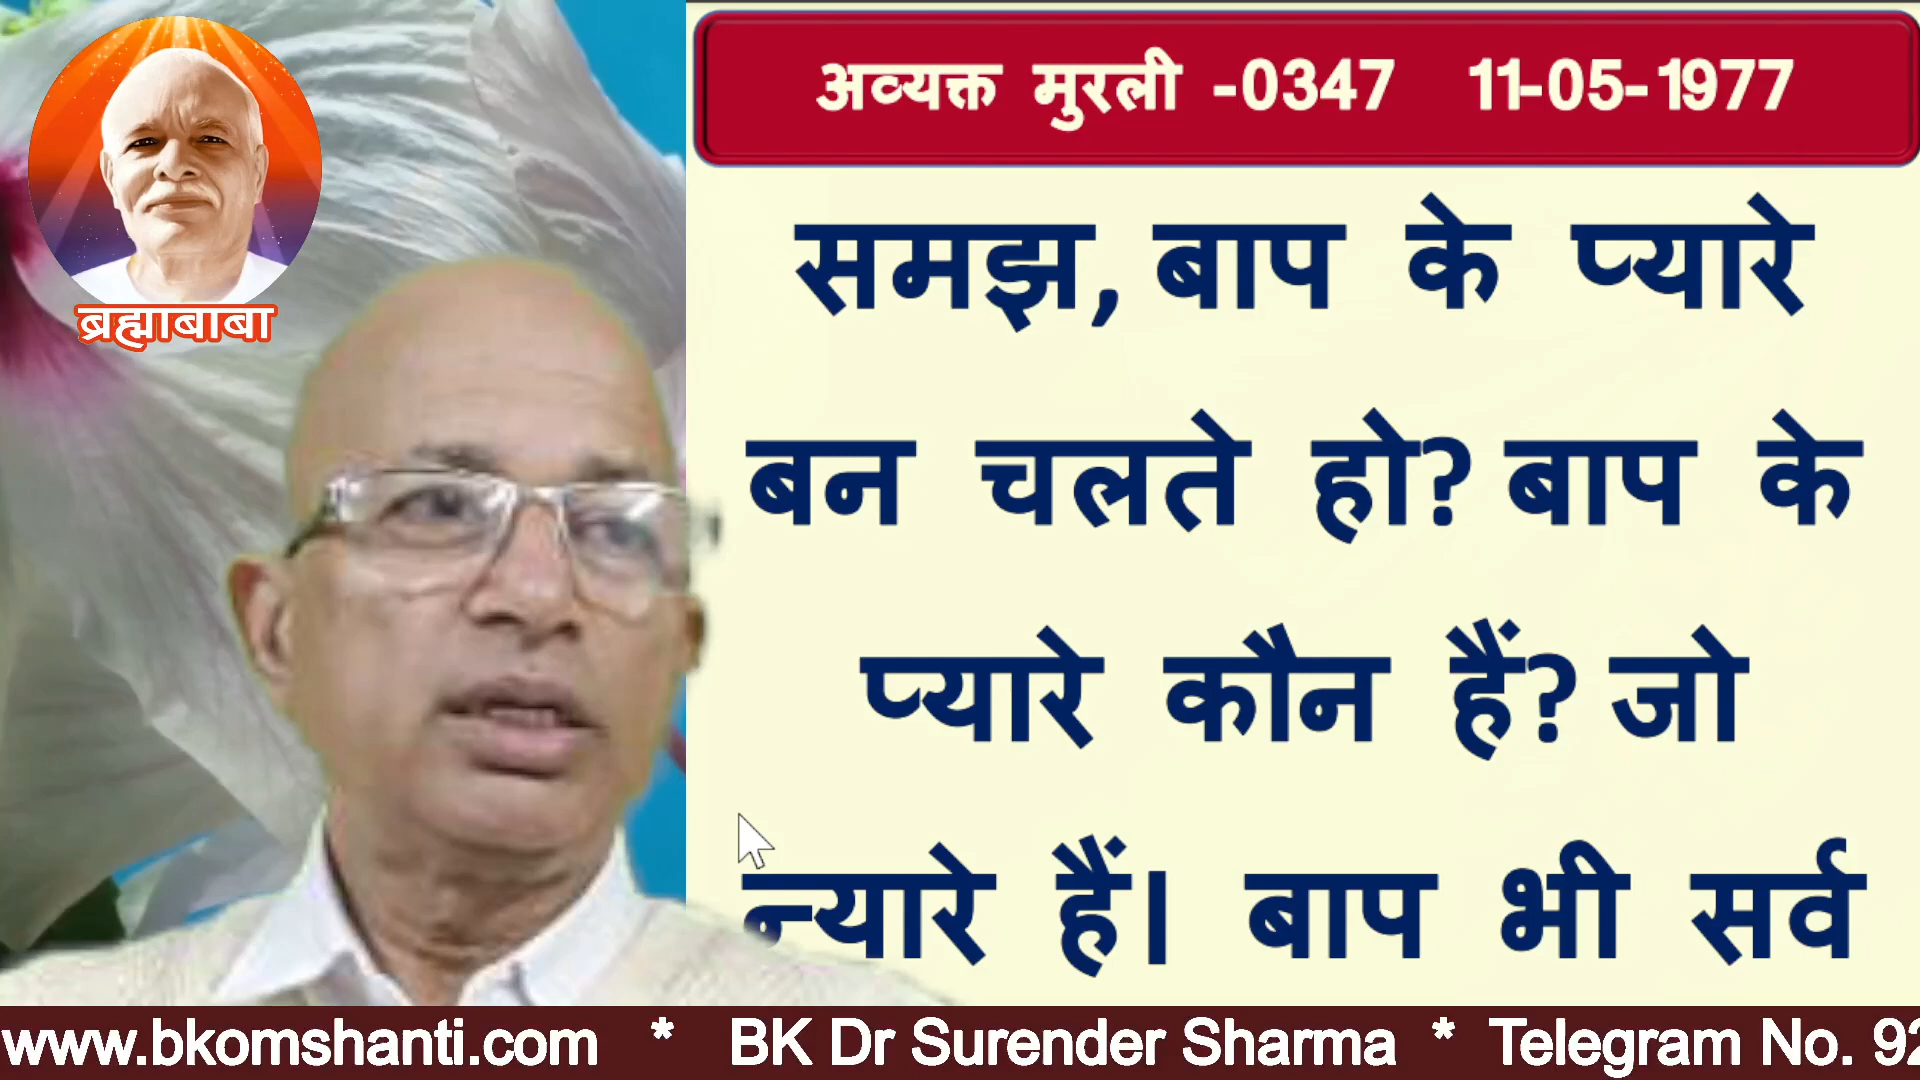 अव्यक्त मुरली -0347 11-05-1977
ब्रह्माबाबा
समझ, बाप के प्यारे
बन चलते हो? बाप के
प्यारे कौन हैं? जो
न्यारे हैं। बाप भी सर्व
www.bkomshanti.com * BK Dr Surender Sharma * Telegram No. 92